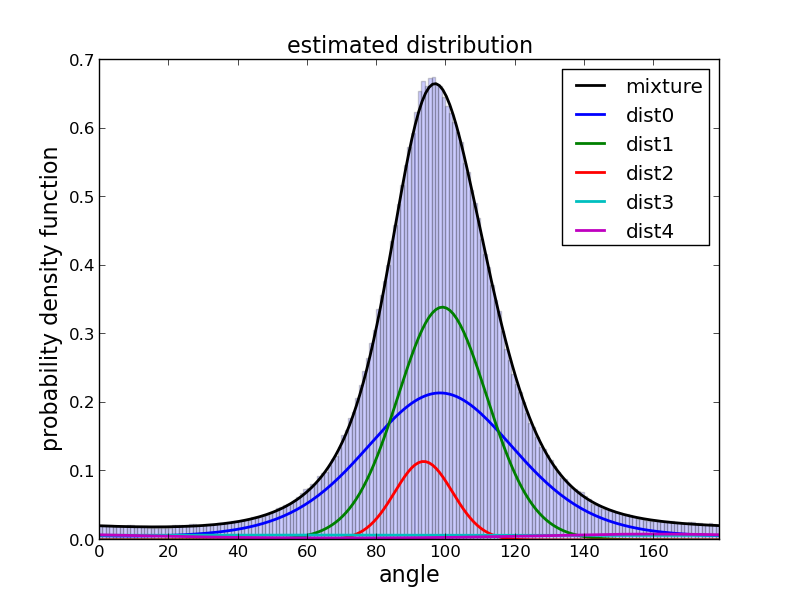 estimated distribution
probability density function
0.7
0.6
0.5
0.4
0.3
0.2
0.1
0.0
0 20 40 60 80 100 120 140 160
angle
mixture
dist0
dist1
dist2
dist3
dist4